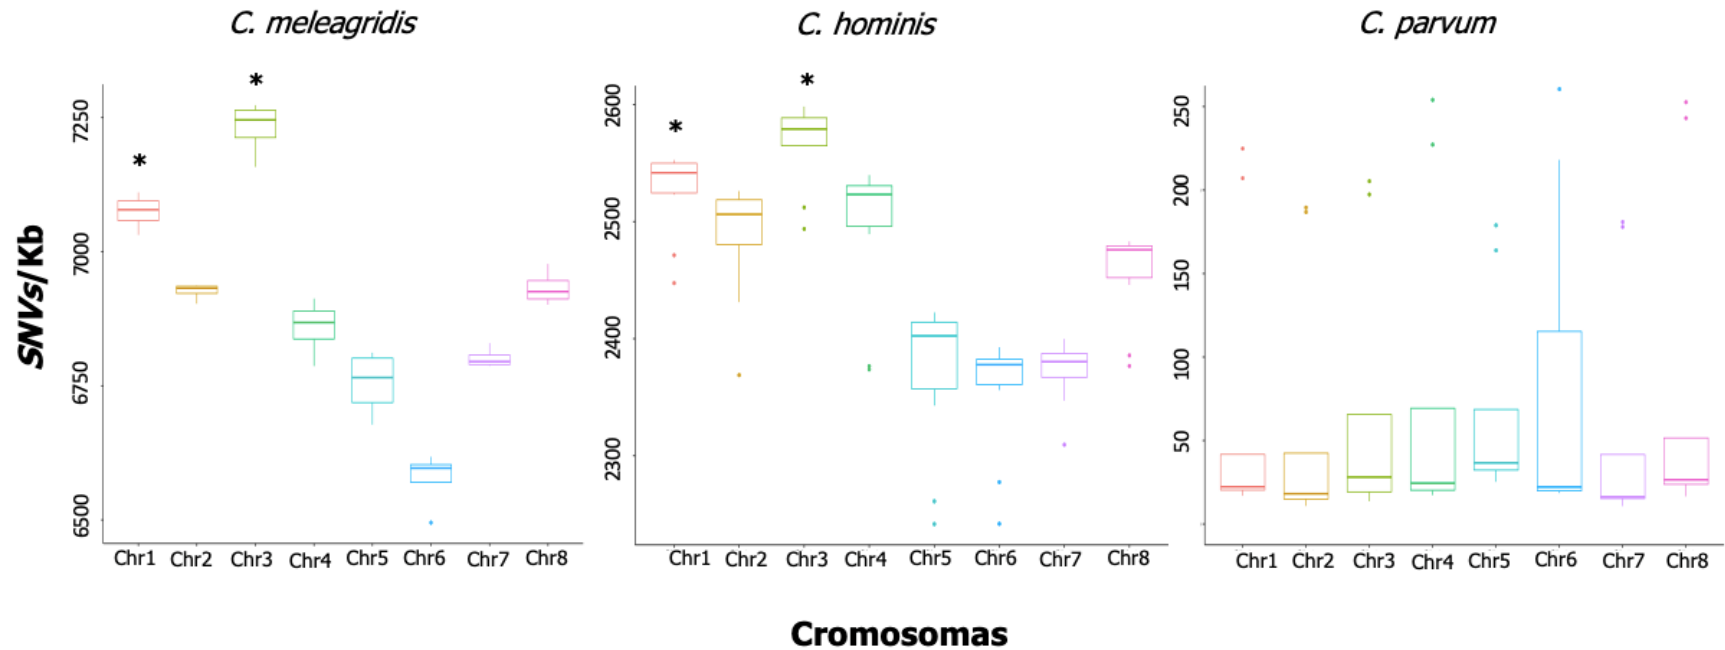 C. meleagridis
C. hominis
C. parvum
SNVs/Kb
*
*
7250
7000
6750
6500
Chr1 Chr2 Chr3 Chr4 Chr5 Chr6 Chr7 Chr8
*
*
2600
2500
2400
2300
Chr1 Chr2 Chr3 Chr4 Chr5 Chr6 Chr7 Chr8
250
200
150
100
50
Chr1 Chr2 Chr3 Chr4 Chr5 Chr6 Chr7 Chr8
Cromosomas